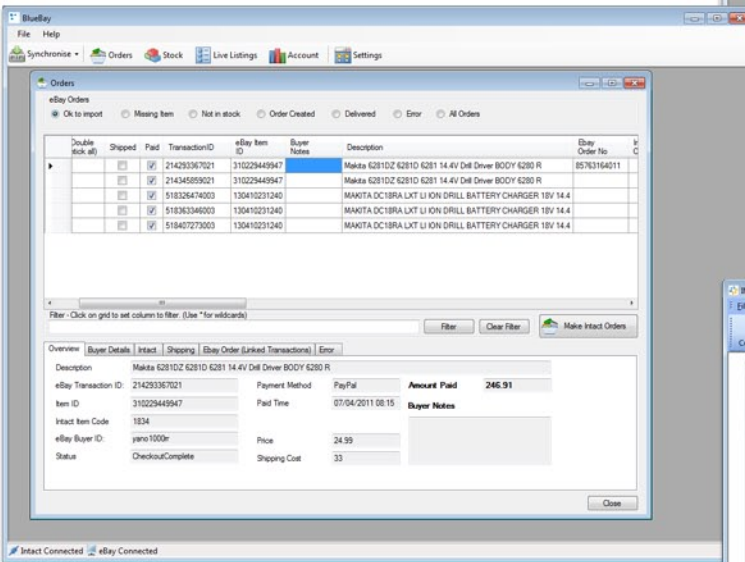 BlueBay
File Help
Synchronise Orders Stock Live Listings Account Settings
Orders
eBay Orders
Ok to import Missing Item Not in stock Order Created Delivered Error All Orders
Double
(tick all) Shipped Paid TransactionID eBay Item
ID Buyer
Notes Description Ebay
Order No
214293367021 310229449947 Makita 6281DZ 6281D 6281 14.4V Drill Driver BODY 6280 R 85763164011
214345859021 310229449947 Makita 6281DZ 6281D 6281 14.4V Drill Driver BODY 6280 R
518326474003 130410231240 MAKITA DC18RA LXT LI ION DRILL BATTERY CHARGER 18V 14.4
518363346003 130410231240 MAKITA DC18RA LXT LI ION DRILL BATTERY CHARGER 18V 14.4
518407273003 130410231240 MAKITA DC18RA LXT LI ION DRILL BATTERY CHARGER 18V 14.4
Filter - Click on grid to set column to filter. (Use * for wildcards)
Filter Clear Filter Make Intact Orders
Overview Buyer Details Intact Shipping Ebay Order (Linked Transactions) Error
Description Makita 6281DZ 6281D 6281 14.4V Drill Driver BODY 6280 R
eBay Transaction ID: 214293367021 Payment Method PayPal Amount Paid 246.91
Item ID 310229449947 Paid Time 07/04/2011 08:15 Buyer Notes
Intact Item Code 1834
eBay Buyer ID: Price 24.99
Status CheckoutComplete Shipping Cost 33
Close
Intact Connected eBay Connected